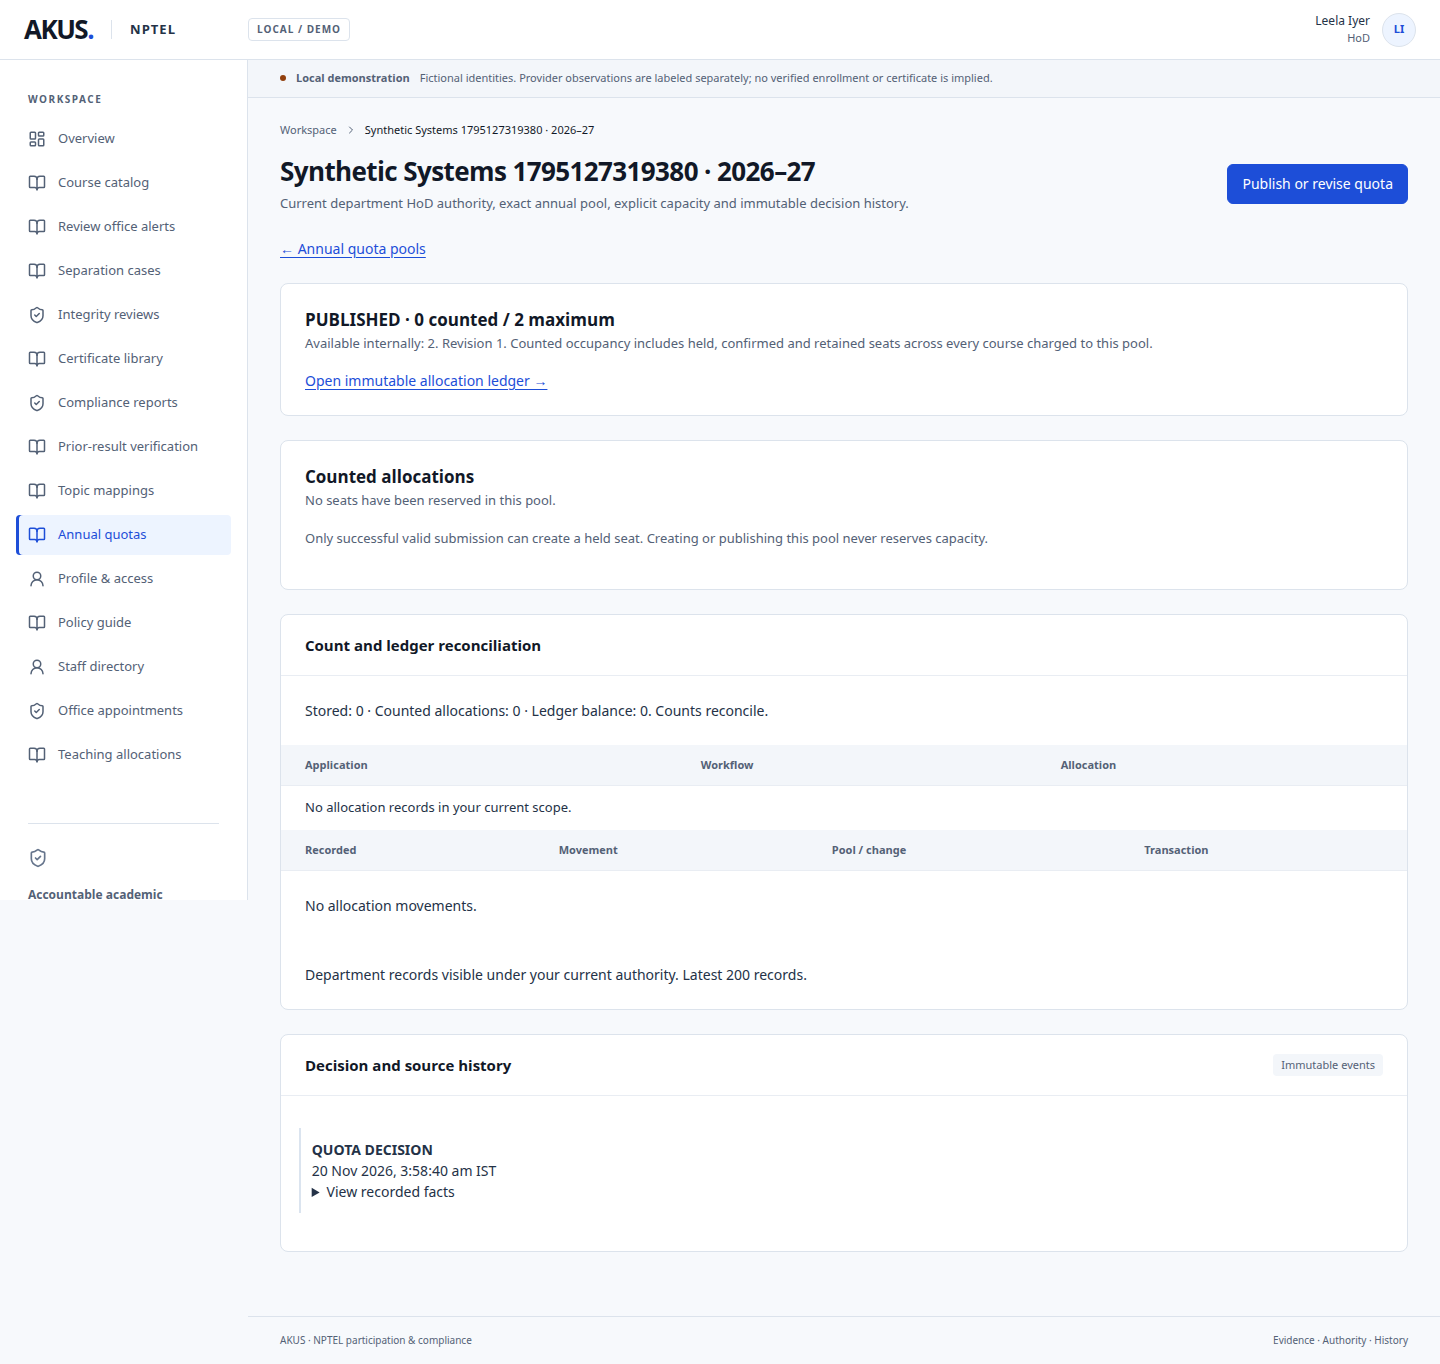 AKUS.
NPTEL
LOCAL / DEMO
Leela Iyer
HoD
LI
Local demonstration Fictional identities. Provider observations are labeled separately; no verified enrollment or certificate is implied.
WORKSPACE
Overview
Course catalog
Review office alerts
Separation cases
Integrity reviews
Certificate library
Compliance reports
Prior-result verification
Topic mappings
Annual quotas
Profile & access
Policy guide
Staff directory
Office appointments
Teaching allocations
Accountable academic
Workspace > Synthetic Systems 1795127319380 · 2026–27
Synthetic Systems 1795127319380 · 2026–27
Current department HoD authority, exact annual pool, explicit capacity and immutable decision history.
Publish or revise quota
← Annual quota pools
PUBLISHED · 0 counted / 2 maximum
Available internally: 2. Revision 1. Counted occupancy includes held, confirmed and retained seats across every course charged to this pool.
Open immutable allocation ledger →
Counted allocations
No seats have been reserved in this pool.
Only successful valid submission can create a held seat. Creating or publishing this pool never reserves capacity.
Count and ledger reconciliation
Stored: 0 · Counted allocations: 0 · Ledger balance: 0. Counts reconcile.
Application Workflow Allocation
No allocation records in your current scope.
Recorded Movement Pool / change Transaction
No allocation movements.
Department records visible under your current authority. Latest 200 records.
Decision and source history
Immutable events
QUOTA DECISION
20 Nov 2026, 3:58:40 am IST
▶ View recorded facts
AKUS · NPTEL participation & compliance
Evidence · Authority · History